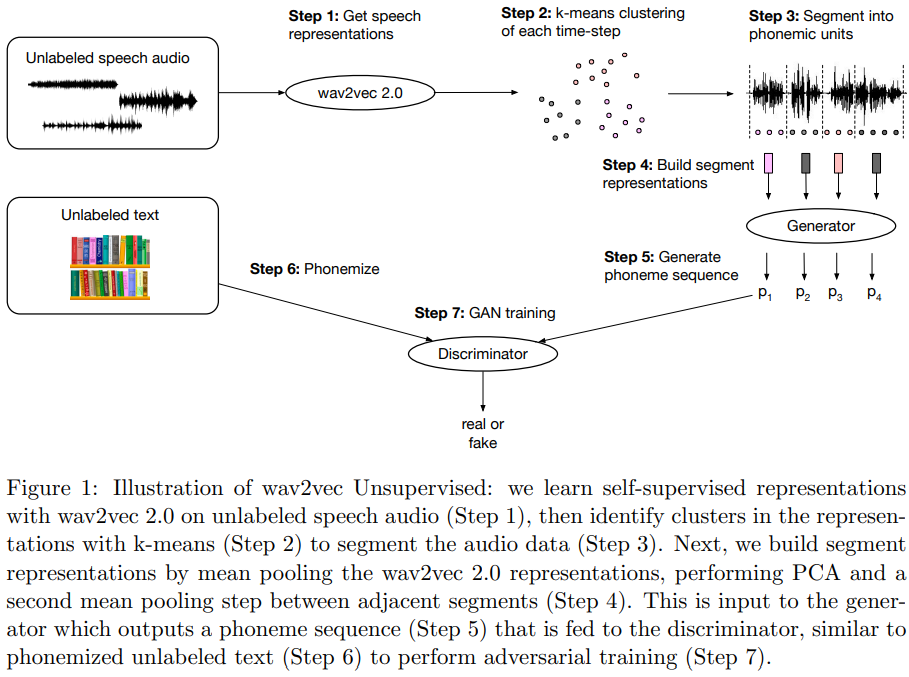 Step 1: Get speech
representations
Step 2: k-means clustering
of each time-step
Step 3: Segment into
phonemic units
Unlabeled speech audio
wav2vec 2.0
Step 4: Build segment
representations
Unlabeled text
Generator
Step 5: Generate
phoneme sequence
Step 6: Phonemize
p1 p2 p3 p4
Step 7: GAN training
Discriminator
real or
fake
Figure 1: Illustration of wav2vec Unsupervised: we learn self-supervised representations
with wav2vec 2.0 on unlabeled speech audio (Step 1), then identify clusters in the represen-
tations with k-means (Step 2) to segment the audio data (Step 3). Next, we build segment
representations by mean pooling the wav2vec 2.0 representations, performing PCA and a
second mean pooling step between adjacent segments (Step 4). This is input to the gener-
ator which outputs a phoneme sequence (Step 5) that is fed to the discriminator, similar to
phonemized unlabeled text (Step 6) to perform adversarial training (Step 7).